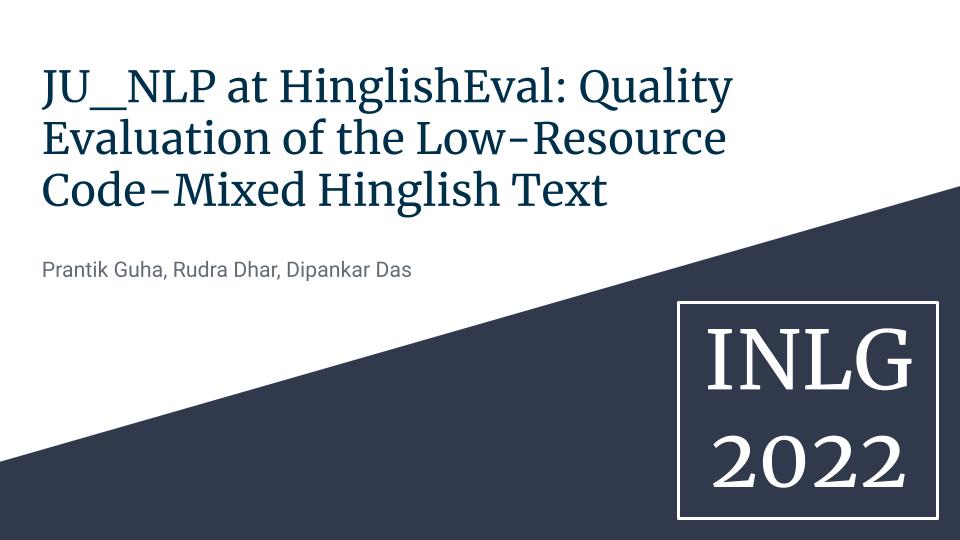 JU_NLP at HinglishEval: Quality
Evaluation of the Low-Resource
Code-Mixed Hinglish Text
Prantik Guha, Rudra Dhar, Dipankar Das
INLG
2022